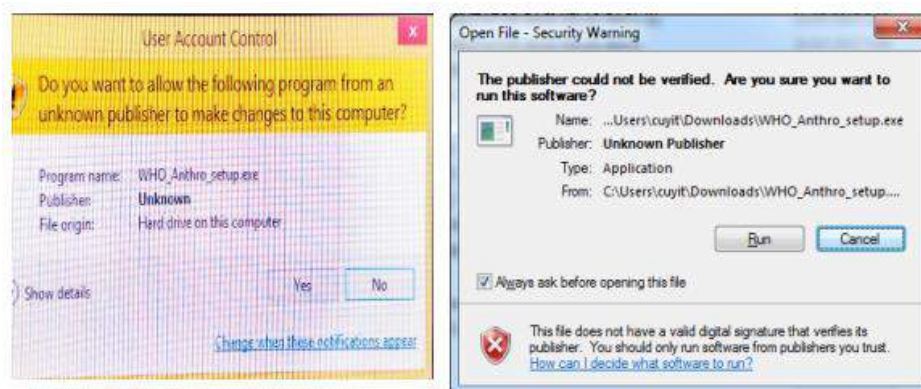 User Account Control
x
Do you want to allow the following program from an
unknown publisher to make changes to this computer?
Program name: WHO_Anthro_setup.exe
Publisher: Unknown
File origin: Hard drive on this computer
Show details
Yes
No
Change when these notifications appear
Open File - Security Warning
The publisher could not be verified. Are you sure you want to
run this software?
Name: ...Users\cuyit\Downloads\WHO_Anthro_setup.exe
Publisher: Unknown Publisher
Type: Application
From: C:\Users\cuyit\Downloads\WHO_Anthro_setup....
Run
Cancel
Always ask before opening this file
This file does not have a valid digital signature that verifies its
publisher. You should only run software from publishers you trust.
How can I decide what software to run?